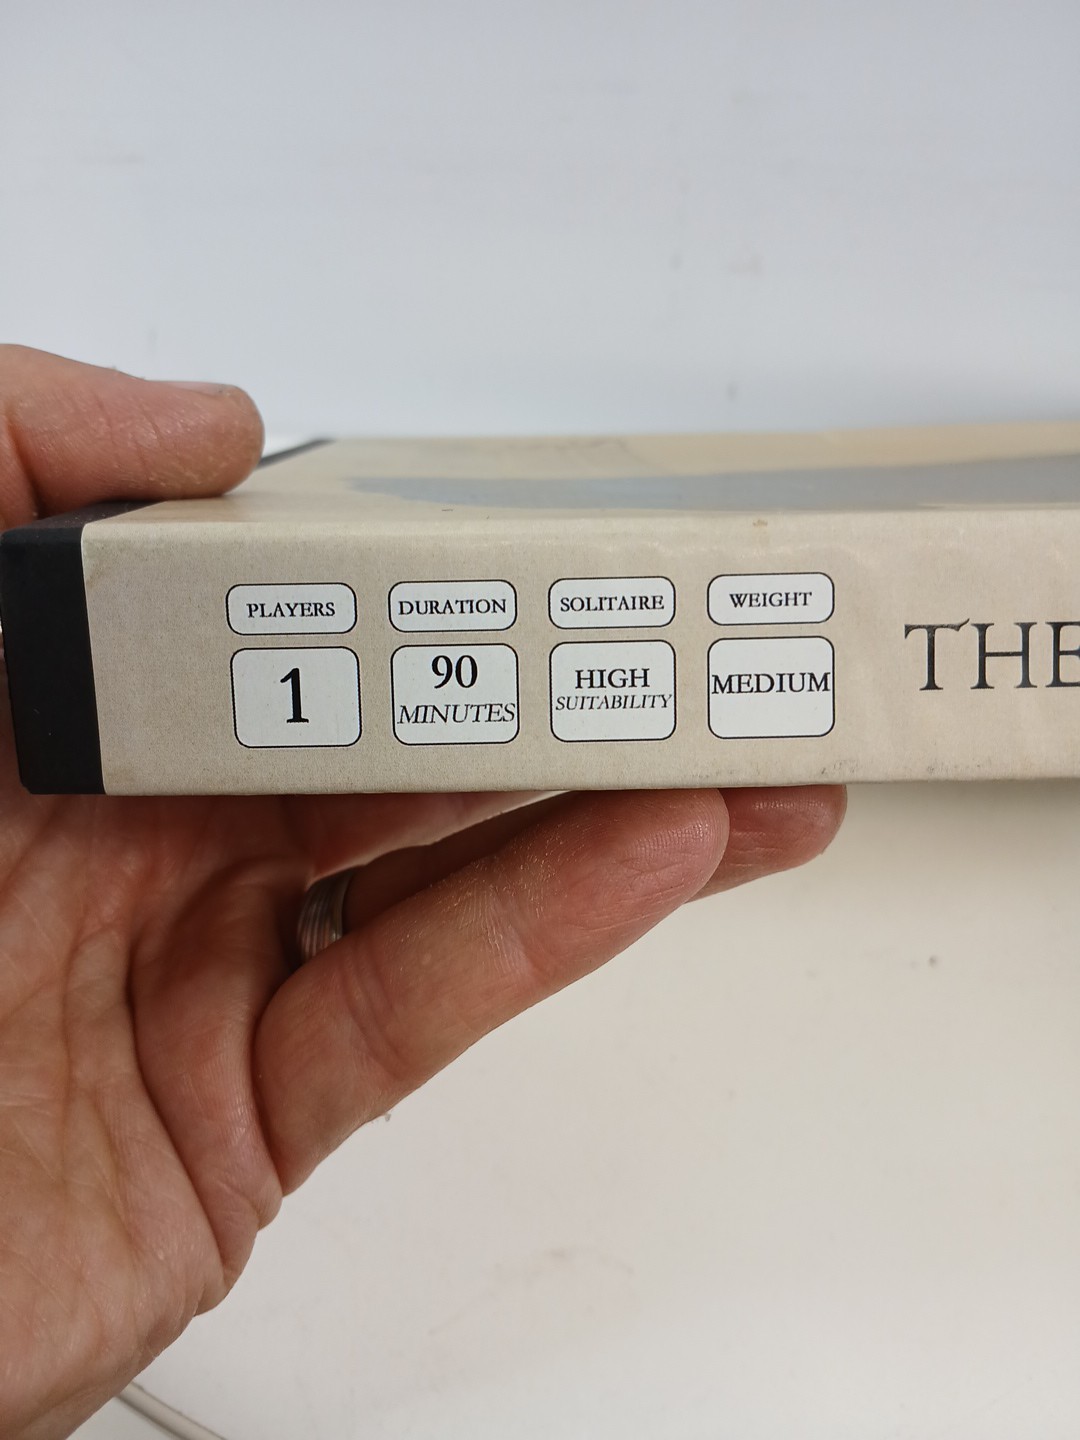 PLAYERS
1
DURATION
90
MINUTES
SOLITAIRE
HIGH
SUITABILITY
WEIGHT
MEDIUM
THE